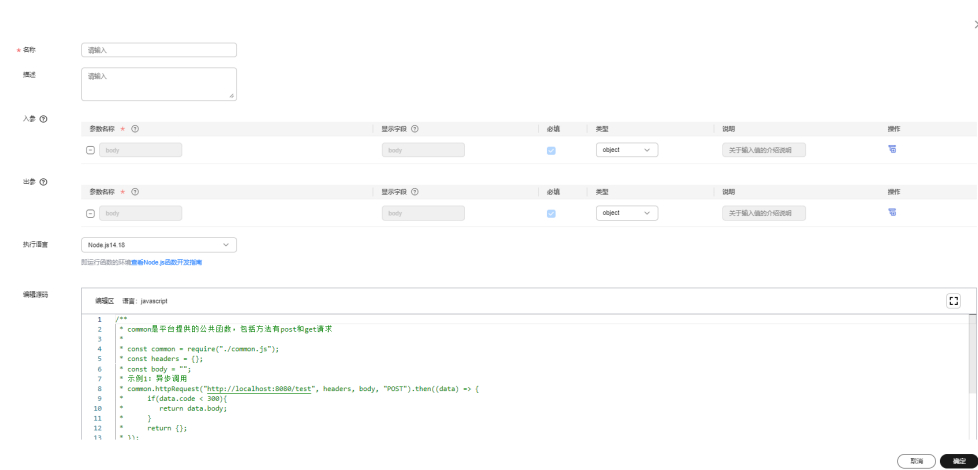 * 名称 请输入
描述 请输入
入参
参数名称 * 显示字段 必填 类型 说明 操作
body body object 关于输入值的介绍说明
出参
参数名称 * 显示字段 必填 类型 说明 操作
body body object 关于输入值的介绍说明
执行语言 Node.js14.18
即运行函数的环境查看Node.js函数开发指南
编辑源码 编辑区 语言: javascript
1 /**
2 * common是平台提供的公共函数，包括方法有post和get请求
3 *
4 * const common = require("./common.js");
5 * const headers = {};
6 * const body = "";
7 * 示例1: 异步调用
8 * common.httpRequest("http://localhost:8080/test", headers, body, "POST").then((data) => {
9 * if(data.code < 300){
10 * return data.body;
11 * }
12 * return {};
13 * });
取消 确定